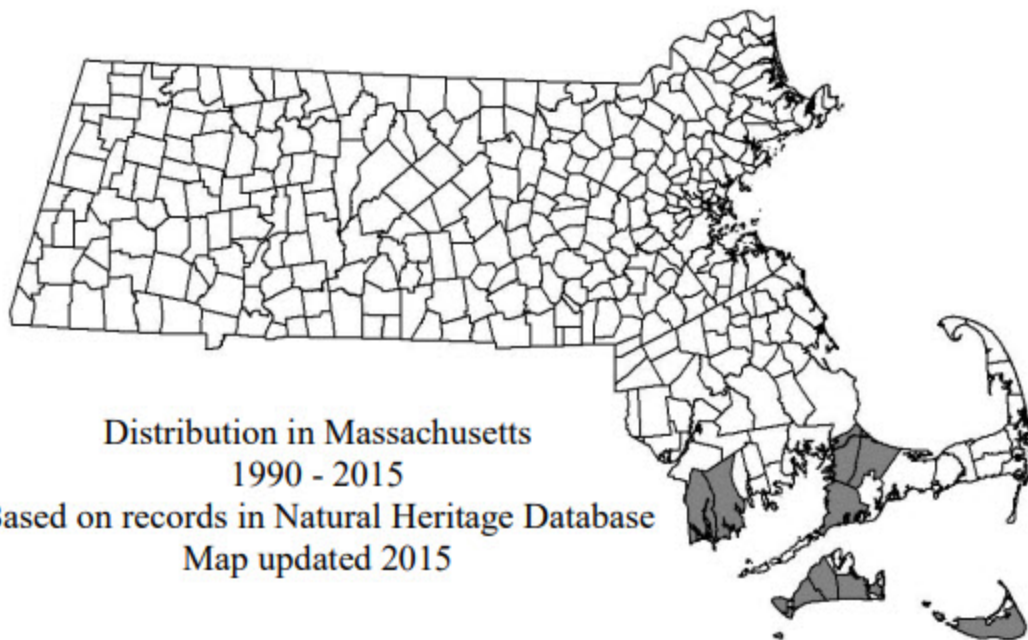 Distribution in Massachusetts
1990 - 2015
ased on records in Natural Heritage Database
Map updated 2015